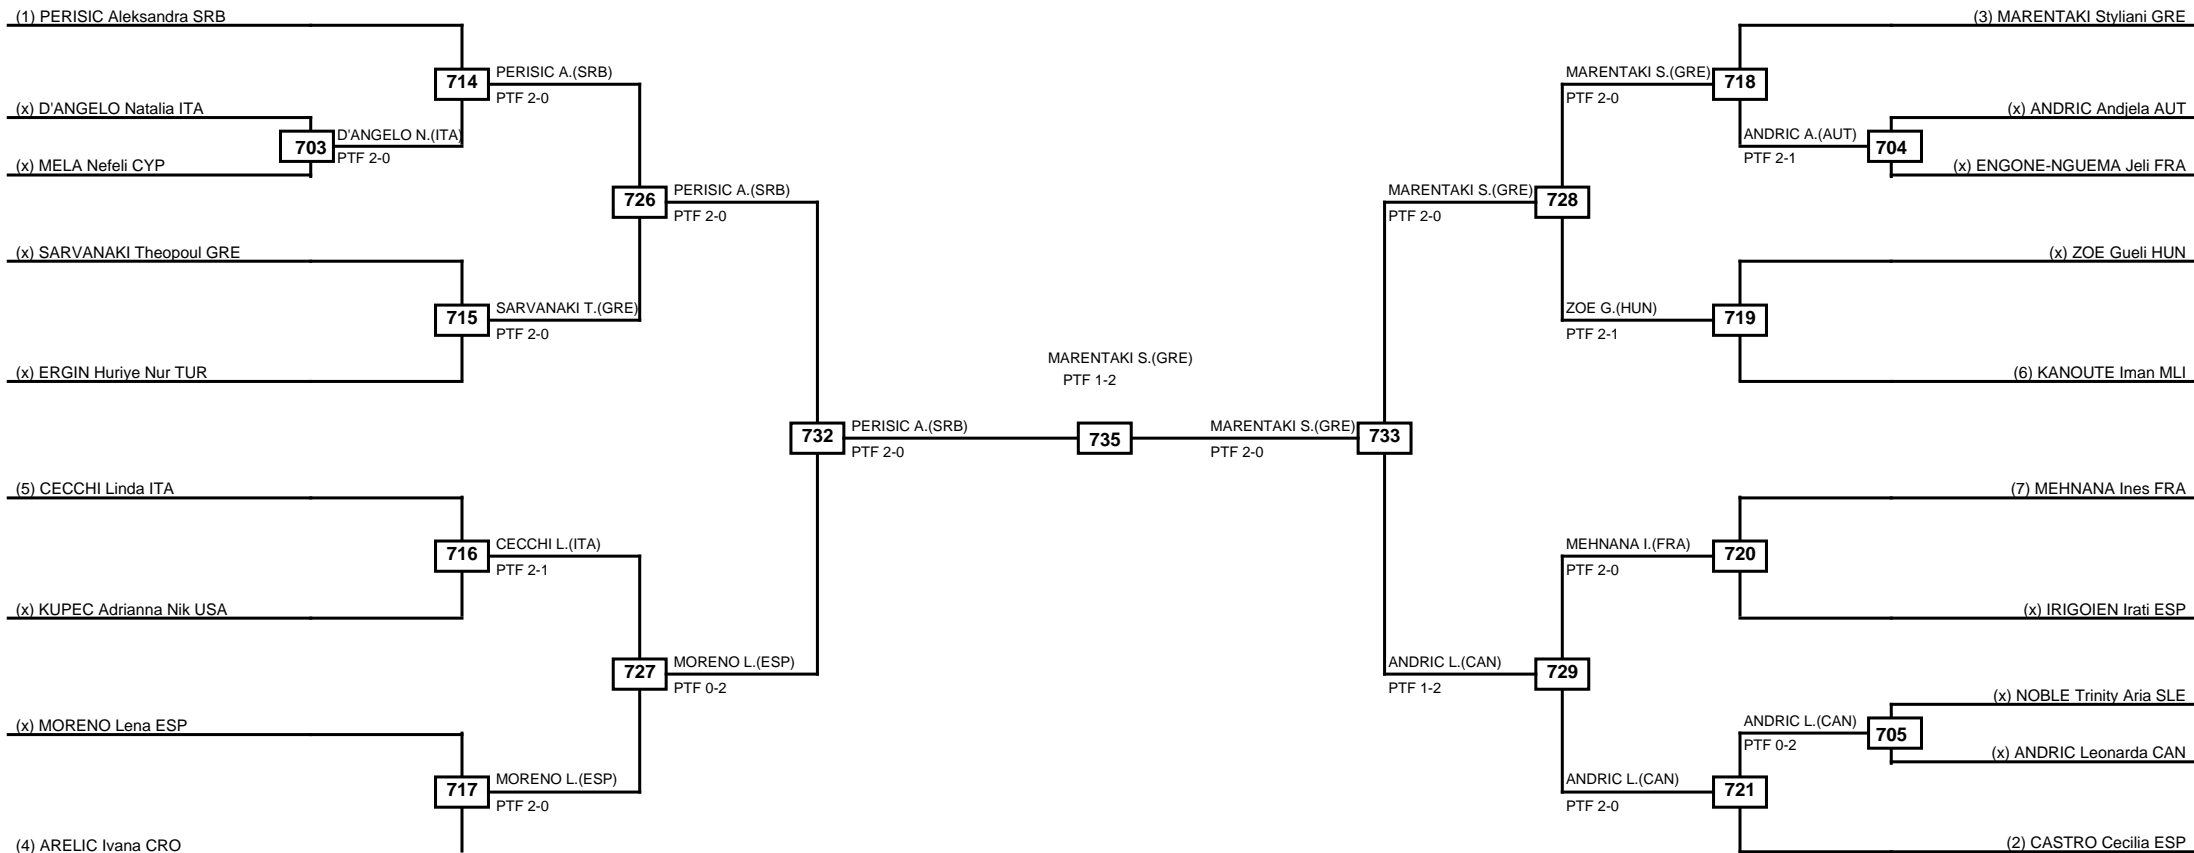 (1) PERISIC Aleksandra SRB
(x) D'ANGELO Natalia ITA
(x) MELA Nefeli CYP
(x) SARVANAKI Theopoul GRE
(x) ERGIN Huriye Nur TUR
(5) CECCHI Linda ITA
(x) KUPEC Adrianna Nik USA
(x) MORENO Lena ESP
(4) ARELIC Ivana CRO
703
D'ANGELO N.(ITA)
PTF 2-0
714
PERISIC A.(SRB)
PTF 2-0
715
SARVANAKI T.(GRE)
PTF 2-0
716
CECCHI L.(ITA)
PTF 2-1
717
MORENO L.(ESP)
PTF 2-0
726
PERISIC A.(SRB)
PTF 2-0
727
MORENO L.(ESP)
PTF 0-2
732
PERISIC A.(SRB)
PTF 2-0
MARENTAKI S.(GRE)
PTF 1-2
735
MARENTAKI S.(GRE)
PTF 2-0
733
MARENTAKI S.(GRE)
PTF 2-0
728
ANDRIC L.(CAN)
PTF 1-2
729
MARENTAKI S.(GRE)
PTF 2-0
718
ZOE G.(HUN)
PTF 2-1
719
MEHNANA I.(FRA)
PTF 2-0
720
ANDRIC L.(CAN)
PTF 2-0
721
ANDRIC A.(AUT)
PTF 2-1
704
ANDRIC L.(CAN)
PTF 0-2
705
(3) MARENTAKI Styliani GRE
(x) ANDRIC Andjela AUT
(x) ENGONE-NGUEMA Jeli FRA
(x) ZOE Gueli HUN
(6) KANOUTE Iman MLI
(7) MEHNANA Ines FRA
(x) IRIGOIEN Irati ESP
(x) NOBLE Trinity Aria SLE
(x) ANDRIC Leonarda CAN
(2) CASTRO Cecilia ESP